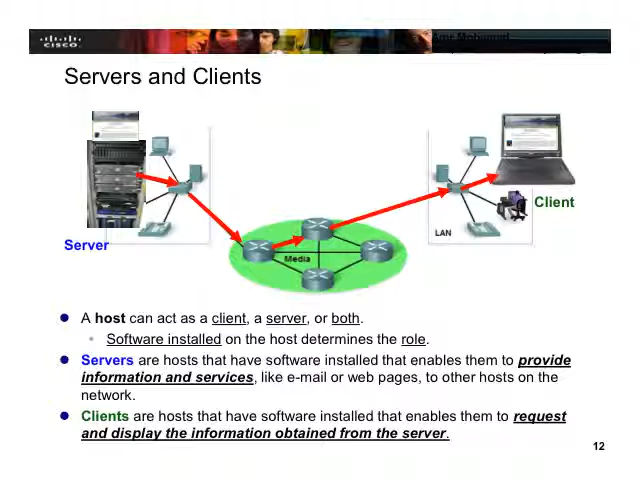 CISCO
Amr Mohamed
Servers and Clients
Client
LAN
Server
Media
A host can act as a client, a server, or both.
Software installed on the host determines the role.
Servers are hosts that have software installed that enables them to provide
information and services, like e-mail or web pages, to other hosts on the
network.
Clients are hosts that have software installed that enables them to request
and display the information obtained from the server.
12